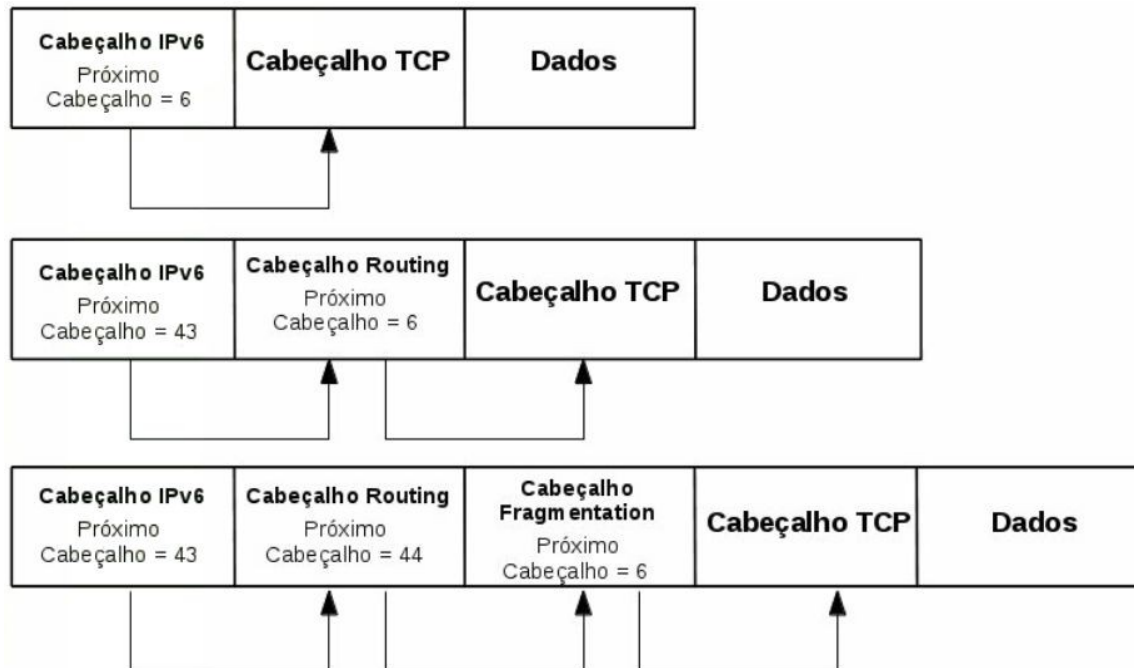 Cabeçalho IPv6
Próximo
Cabeçalho = 6
Cabeçalho TCP
Dados
Cabeçalho IPv6
Próximo
Cabeçalho = 43
Cabeçalho Routing
Próximo
Cabeçalho = 6
Cabeçalho TCP
Dados
Cabeçalho IPv6
Próximo
Cabeçalho = 43
Cabeçalho Routing
Próximo
Cabeçalho = 44
Cabeçalho
Fragmentation
Próximo
Cabeçalho = 6
Cabeçalho TCP
Dados